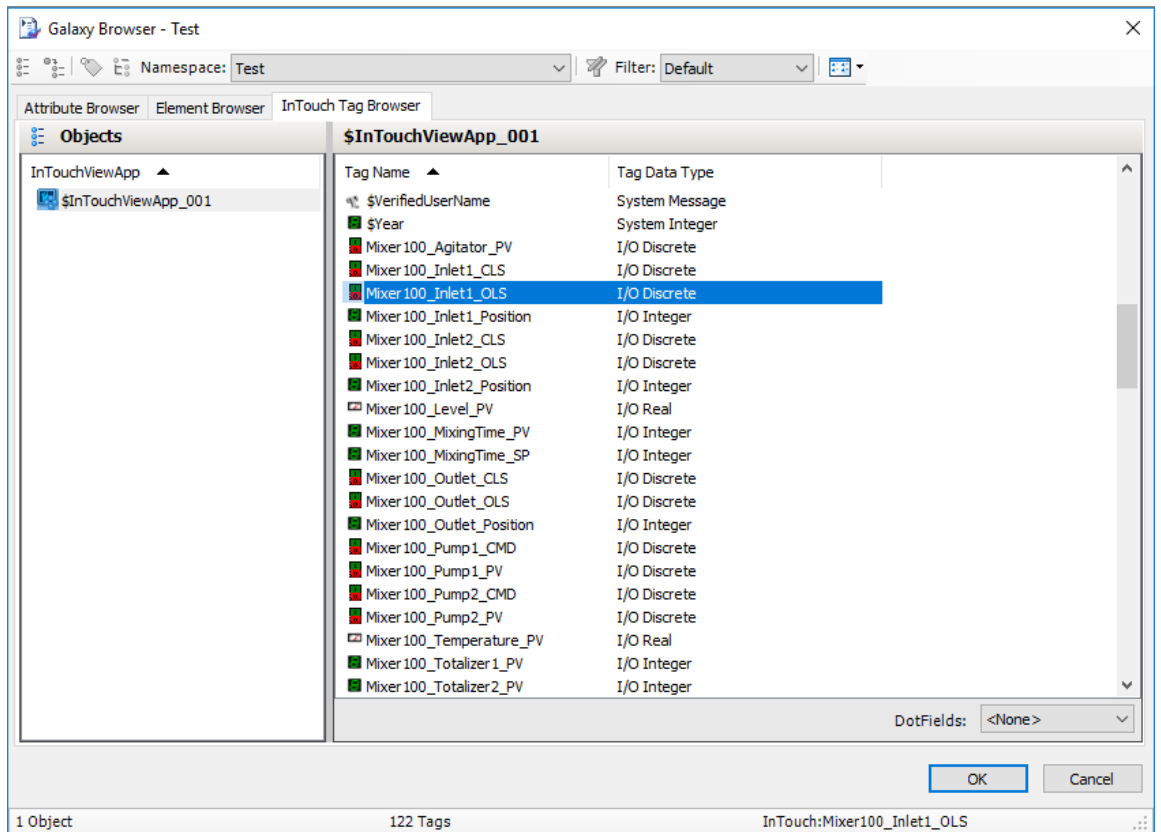 Galaxy Browser - Test
Namespace: Test Filter: Default
Attribute Browser Element Browser InTouch Tag Browser
Objects $InTouchViewApp_001
InTouchViewApp Tag Name Tag Data Type
$InTouchViewApp_001 $VerifiedUserName System Message
$Year System Integer
Mixer100_Agitator_PV I/O Discrete
Mixer100_Inlet1_CLS I/O Discrete
Mixer100_Inlet1_OLS I/O Discrete
Mixer100_Inlet1_Position I/O Integer
Mixer100_Inlet2_CLS I/O Discrete
Mixer100_Inlet2_OLS I/O Discrete
Mixer100_Inlet2_Position I/O Integer
Mixer100_Level_PV I/O Real
Mixer100_MixingTime_PV I/O Integer
Mixer100_MixingTime_SP I/O Integer
Mixer100_Outlet_CLS I/O Discrete
Mixer100_Outlet_OLS I/O Discrete
Mixer100_Outlet_Position I/O Integer
Mixer100_Pump1_CMD I/O Discrete
Mixer100_Pump1_PV I/O Discrete
Mixer100_Pump2_CMD I/O Discrete
Mixer100_Pump2_PV I/O Discrete
Mixer100_Temperature_PV I/O Real
Mixer100_Totalizer1_PV I/O Integer
Mixer100_Totalizer2_PV I/O Integer
DotFields: <None>
OK Cancel
1 Object 122 Tags InTouch:Mixer100_Inlet1_OLS